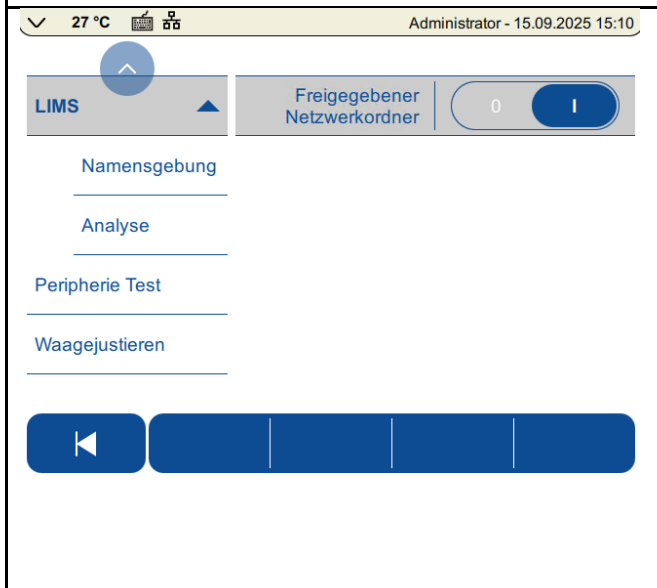 27 °C
Administrator - 15.09.2025 15:10
LIMS
Freigegebener
Netzwerkordner
0
I
Namensgebung
Analyse
Peripherie Test
Waagejustieren